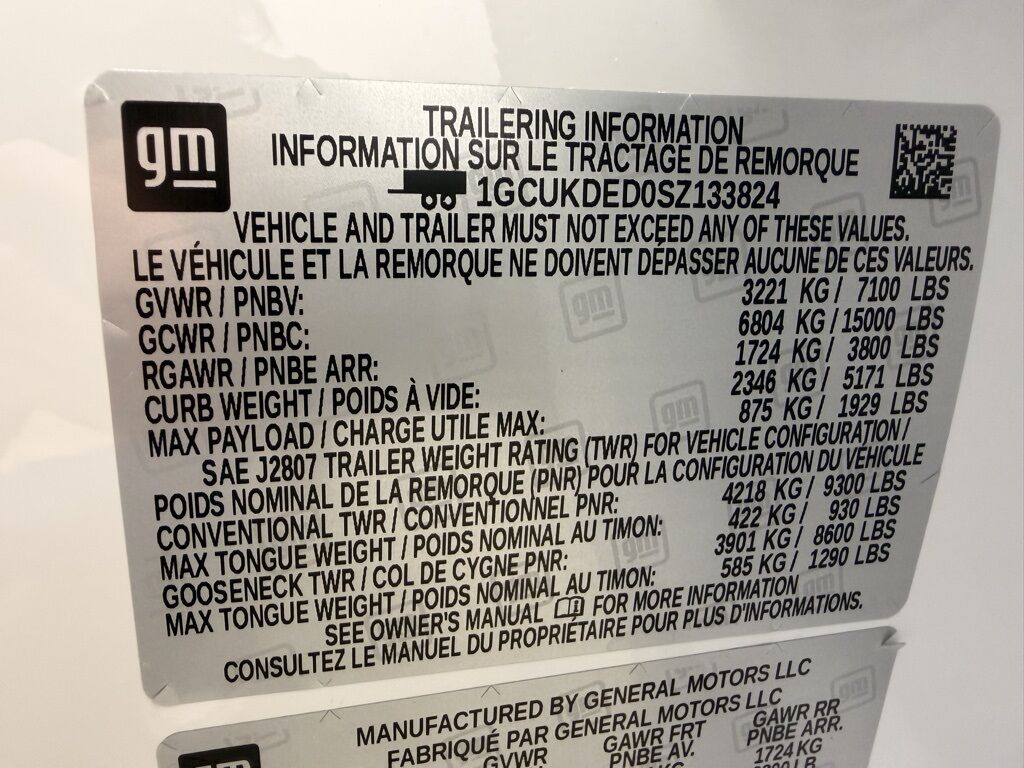 gm
TRAILERING INFORMATION
INFORMATION SUR LE TRACTAGE DE REMORQUE
1GCUKDED0SZ133824
VEHICLE AND TRAILER MUST NOT EXCEED ANY OF THESE VALUES.
LE VÉHICULE ET LA REMORQUE NE DOIVENT DÉPASSER AUCUNE DE CES VALEURS.
GVWR / PNBV: 3221 KG / 7100 LBS
GCWR / PNBC: 6804 KG / 15000 LBS
RGAWR / PNBE ARR: 1724 KG / 3800 LBS
CURB WEIGHT / POIDS À VIDE: 2346 KG / 5171 LBS
MAX PAYLOAD / CHARGE UTILE MAX: 875 KG / 1929 LBS
SAE J2807 TRAILER WEIGHT RATING (TWR) FOR VEHICLE CONFIGURATION /
POIDS NOMINAL DE LA REMORQUE (PNR) POUR LA CONFIGURATION DU VEHICULE
CONVENTIONAL TWR / CONVENTIONNEL PNR: 4218 KG / 9300 LBS
MAX TONGUE WEIGHT / POIDS NOMINAL AU TIMON: 422 KG / 930 LBS
GOOSENECK TWR / COL DE CYGNE PNR: 3901 KG / 8600 LBS
MAX TONGUE WEIGHT / POIDS NOMINAL AU TIMON: 585 KG / 1290 LBS
SEE OWNER'S MANUAL FOR MORE INFORMATION
CONSULTEZ LE MANUEL DU PROPRIÉTAIRE POUR PLUS D'INFORMATIONS.
MANUFACTURED BY GENERAL MOTORS LLC
FABRIQUÉ PAR GENERAL MOTORS LLC
gm
GVWR GAWR FRT GAWR RR
PNBE AV. PNBE ARR.
1724 KG